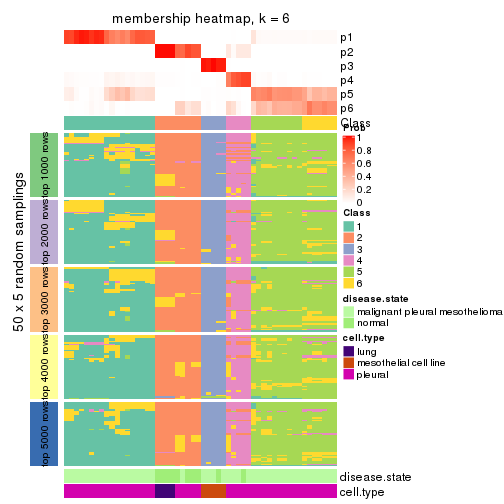 membership heatmap, k = 6
p1
p2
p3
p4
p5
p6
Class
50 x 5 random samplings
top 1000 rows
top 2000 rows
top 3000 rows
top 4000 rows
top 5000 rows
disease.state
cell.type
Prob
1
0.8
0.6
0.4
0.2
0
Class
1
2
3
4
5
6
disease.state
malignant pleural mesothelioma
normal
cell.type
lung
mesothelial cell line
pleural